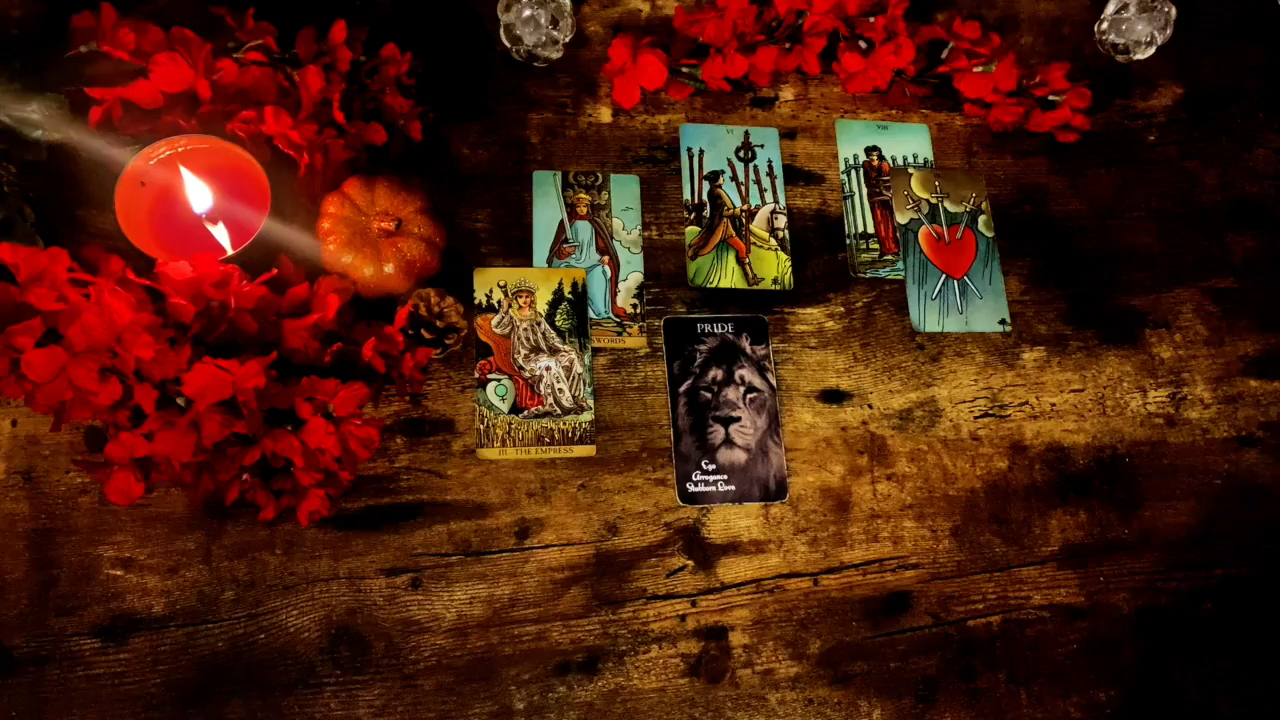 VI
VIII
SWORDS
III · THE EMPRESS
PRIDE
Ego
Arrogance
Stubborn Love